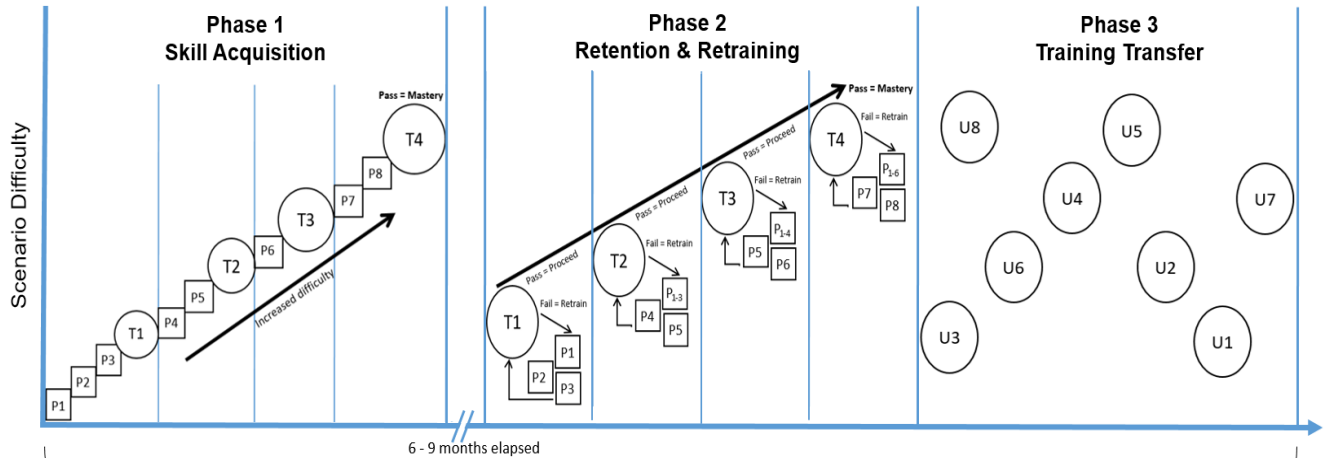 Phase 1
Skill Acquisition
Phase 2
Retention & Retraining
Phase 3
Training Transfer
Scenario Difficulty
P1
P2
P3
T1
P4
P5
T2
P6
T3
P7
P8
T4
Pass = Mastery
Increased difficulty
T1
Fail = Retrain
P1
P2
P3
Pass = Proceed
T2
Fail = Retrain
P1-3
P4
P5
Pass = Proceed
T3
Fail = Retrain
P1-4
P5
P6
Pass = Proceed
T4
Pass = Mastery
Fail = Retrain
P1-6
P7
P8
U8
U5
U4
U7
U6
U2
U3
U1
6 - 9 months elapsed